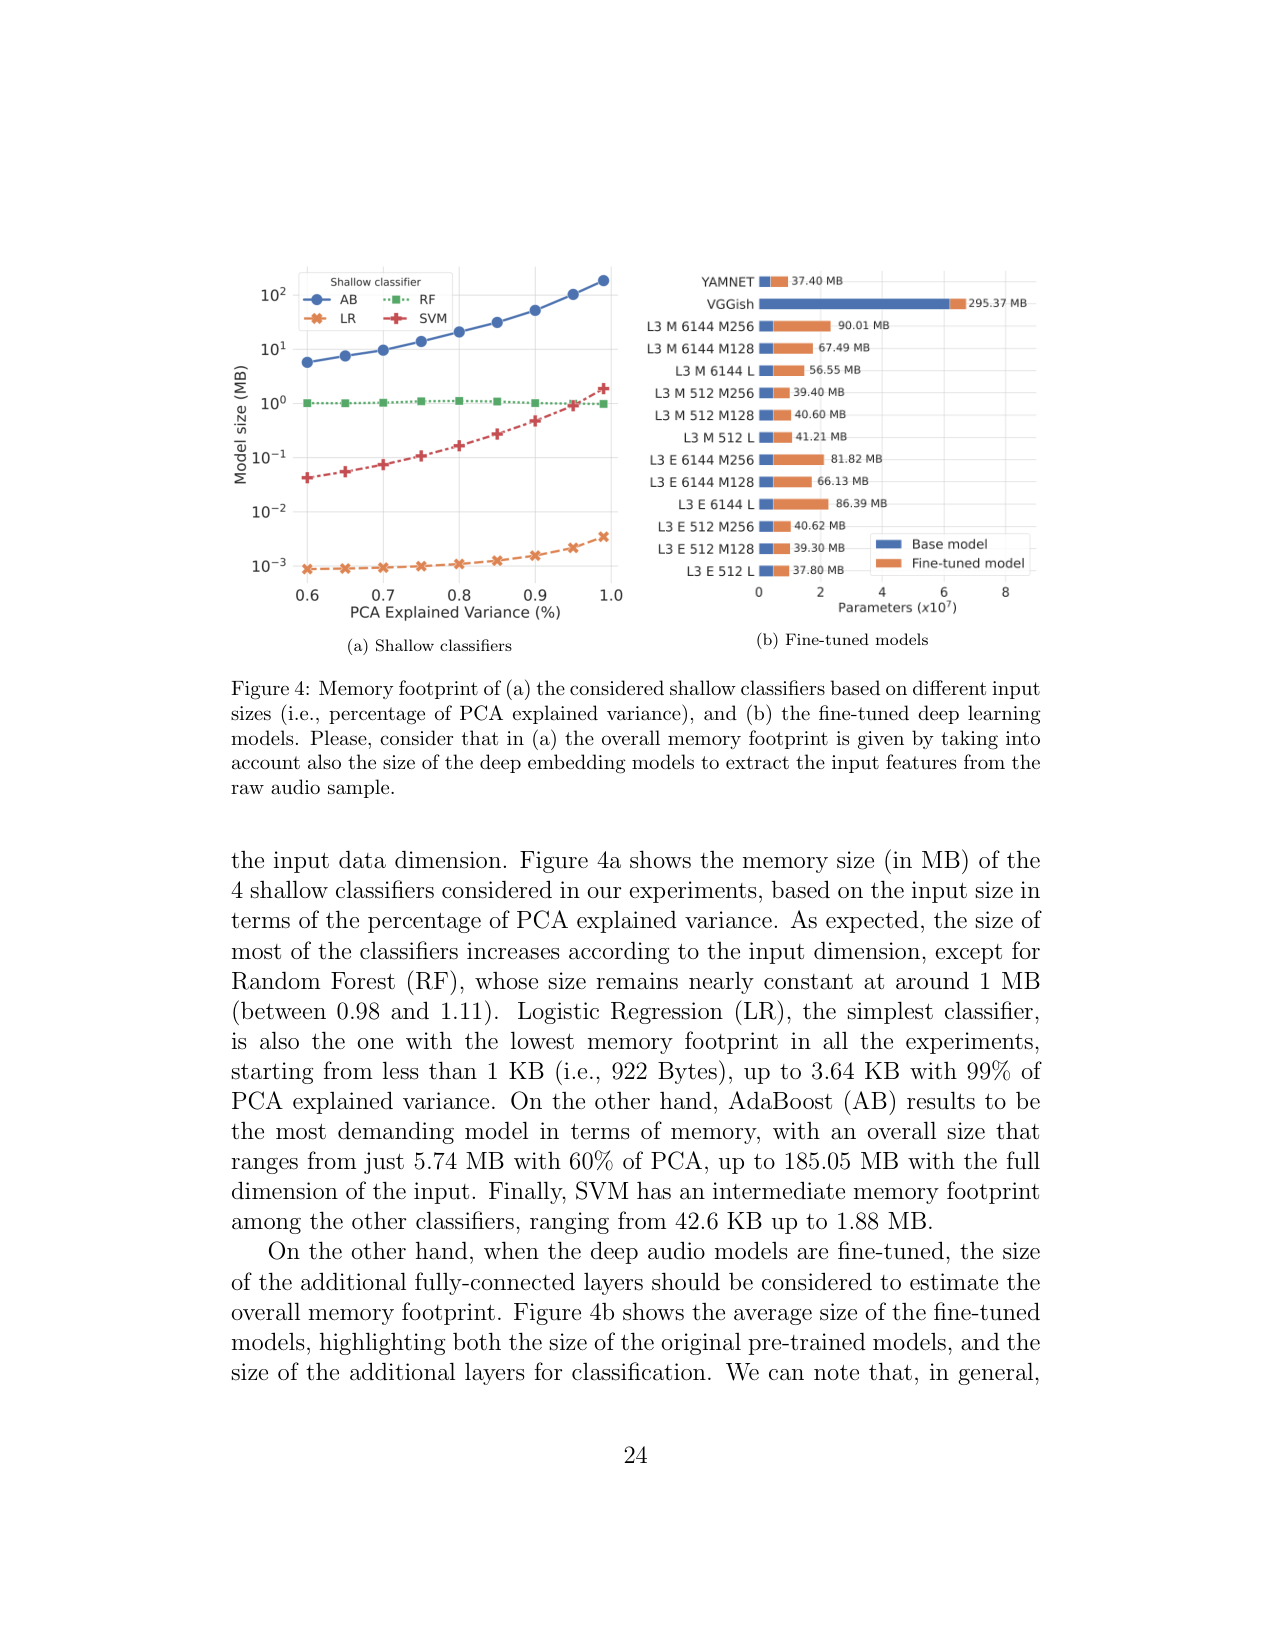 Shallow classifier
AB
RF
LR
SVM
10²
10¹
10⁰
10⁻¹
10⁻²
10⁻³
Model size (MB)
0.6 0.7 0.8 0.9 1.0
PCA Explained Variance (%)
(a) Shallow classifiers
YAMNET 37.40 MB
VGGish 295.37 MB
L3 M 6144 M256 90.01 MB
L3 M 6144 M128 67.49 MB
L3 M 6144 L 56.55 MB
L3 M 512 M256 39.40 MB
L3 M 512 M128 40.60 MB
L3 M 512 L 41.21 MB
L3 E 6144 M256 81.82 MB
L3 E 6144 M128 66.13 MB
L3 E 6144 L 86.39 MB
L3 E 512 M256 40.62 MB
L3 E 512 M128 39.30 MB
L3 E 512 L 37.80 MB
Base model
Fine-tuned model
0 2 4 6 8
Parameters (x10⁷)
(b) Fine-tuned models
Figure 4: Memory footprint of (a) the considered shallow classifiers based on different input
sizes (i.e., percentage of PCA explained variance), and (b) the fine-tuned deep learning
models. Please, consider that in (a) the overall memory footprint is given by taking into
account also the size of the deep embedding models to extract the input features from the
raw audio sample.
the input data dimension. Figure 4a shows the memory size (in MB) of the
4 shallow classifiers considered in our experiments, based on the input size in
terms of the percentage of PCA explained variance. As expected, the size of
most of the classifiers increases according to the input dimension, except for
Random Forest (RF), whose size remains nearly constant at around 1 MB
(between 0.98 and 1.11). Logistic Regression (LR), the simplest classifier,
is also the one with the lowest memory footprint in all the experiments,
starting from less than 1 KB (i.e., 922 Bytes), up to 3.64 KB with 99% of
PCA explained variance. On the other hand, AdaBoost (AB) results to be
the most demanding model in terms of memory, with an overall size that
ranges from just 5.74 MB with 60% of PCA, up to 185.05 MB with the full
dimension of the input. Finally, SVM has an intermediate memory footprint
among the other classifiers, ranging from 42.6 KB up to 1.88 MB.
On the other hand, when the deep audio models are fine-tuned, the size
of the additional fully-connected layers should be considered to estimate the
overall memory footprint. Figure 4b shows the average size of the fine-tuned
models, highlighting both the size of the original pre-trained models, and the
size of the additional layers for classification. We can note that, in general,
24